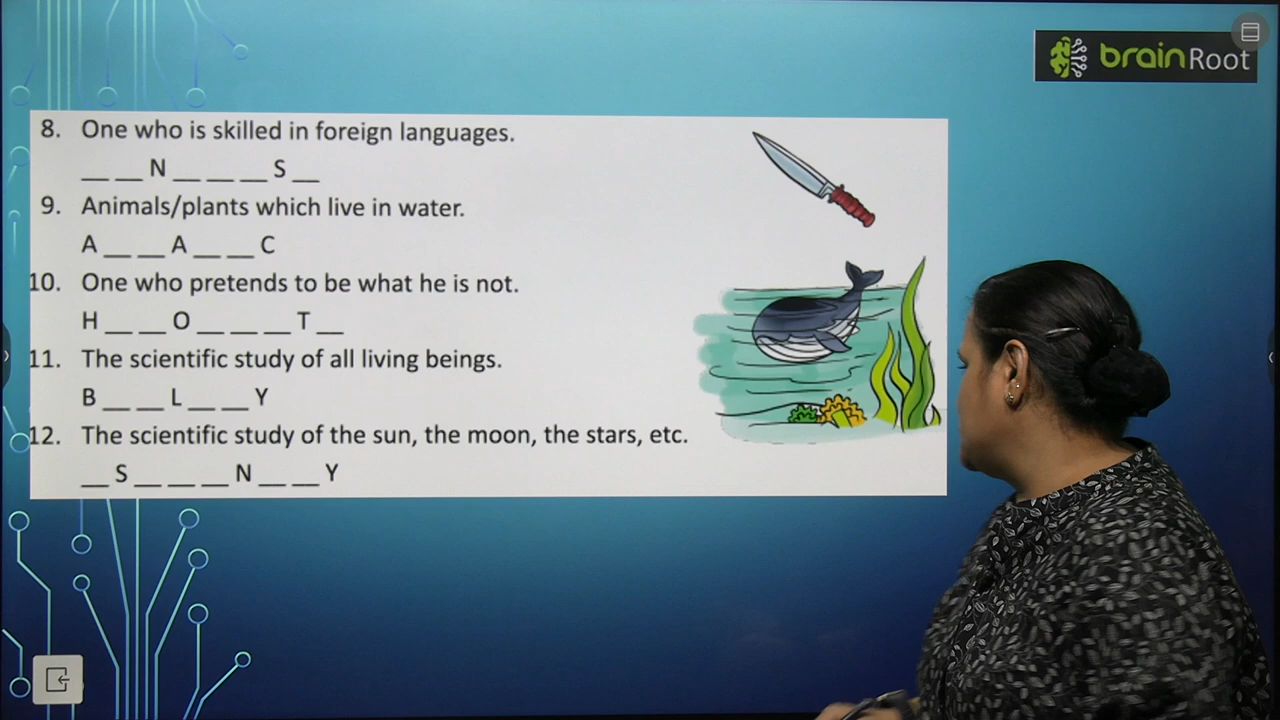 brainRoot
8. One who is skilled in foreign languages.
__ __ N __ __ __ S __
9. Animals/plants which live in water.
A __ __ A __ __ C
10. One who pretends to be what he is not.
H __ __ O __ __ __ T __
11. The scientific study of all living beings.
B __ __ L __ __ Y
12. The scientific study of the sun, the moon, the stars, etc.
__ S __ __ __ N __ __ Y